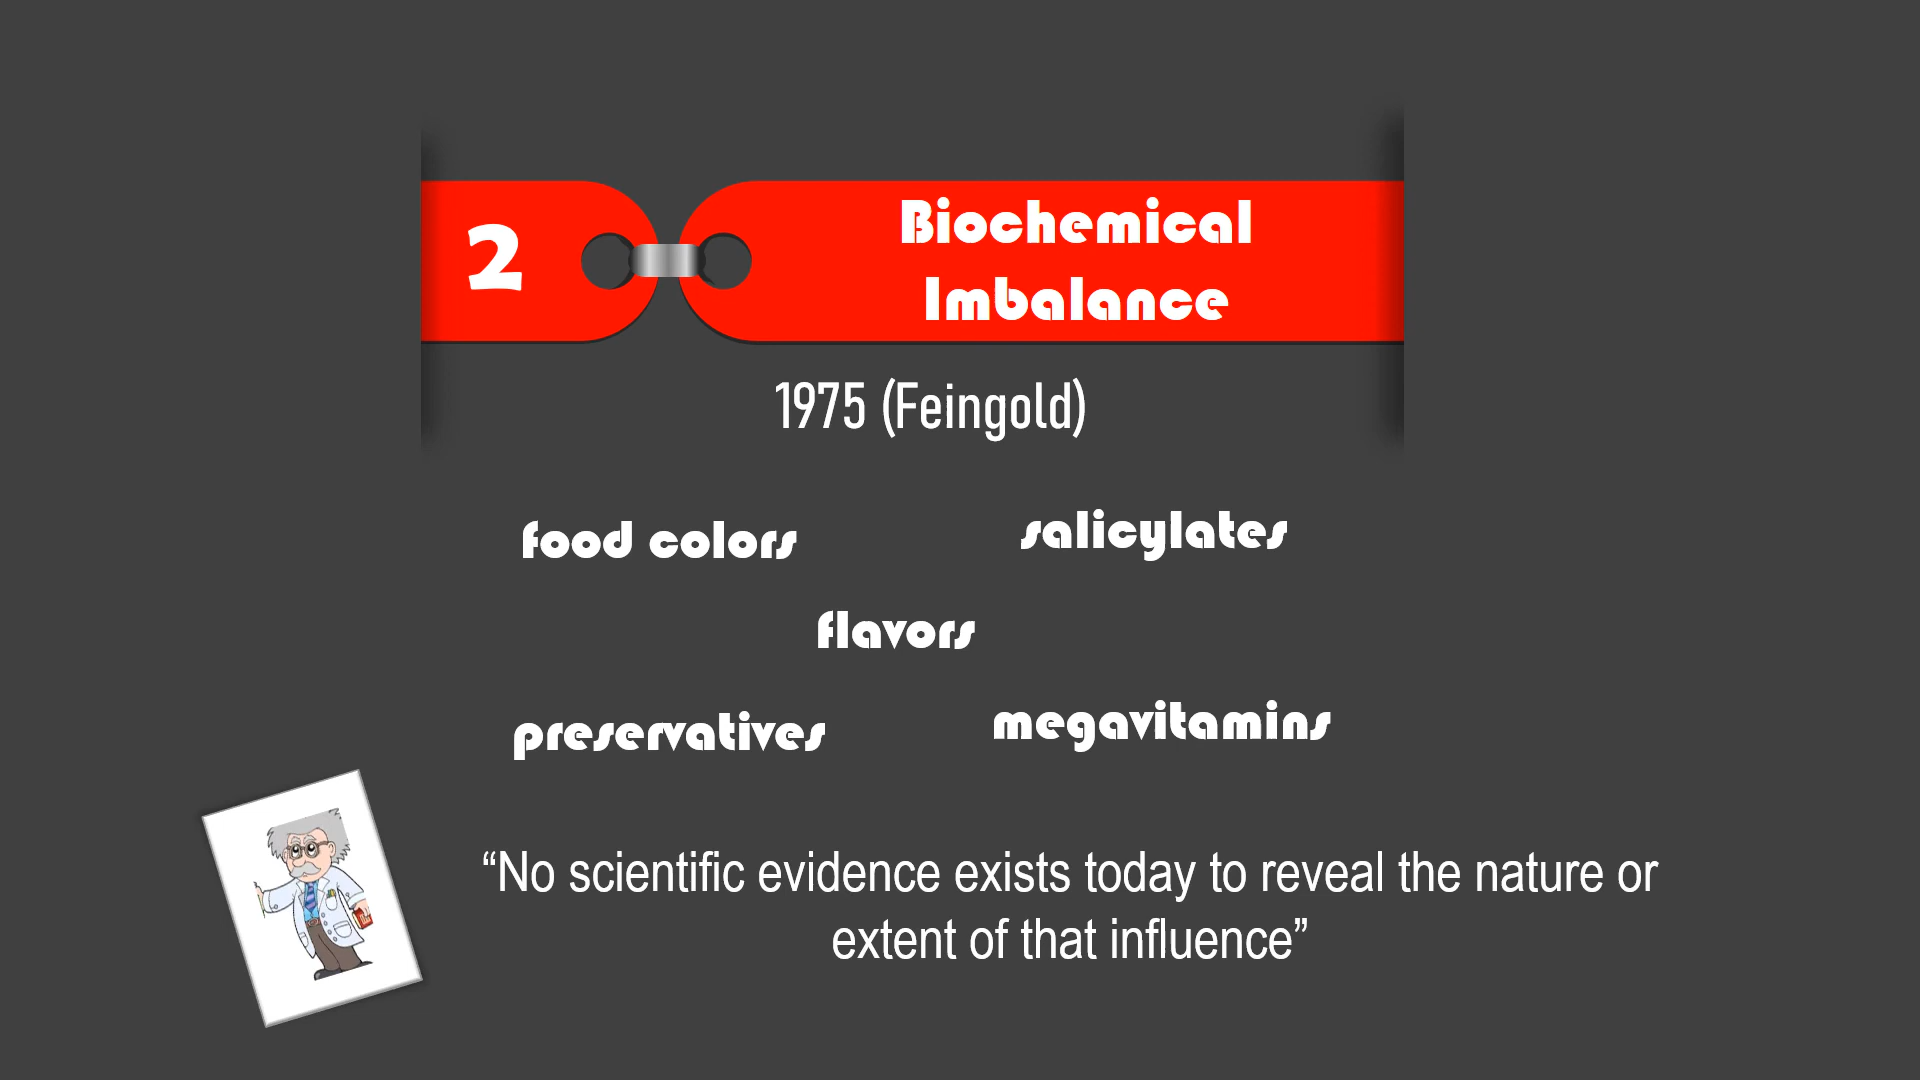 2
Biochemical
Imbalance
1975 (Feingold)
food colors
salicylates
flavors
preservatives
megavitamins
“No scientific evidence exists today to reveal the nature or
extent of that influence”